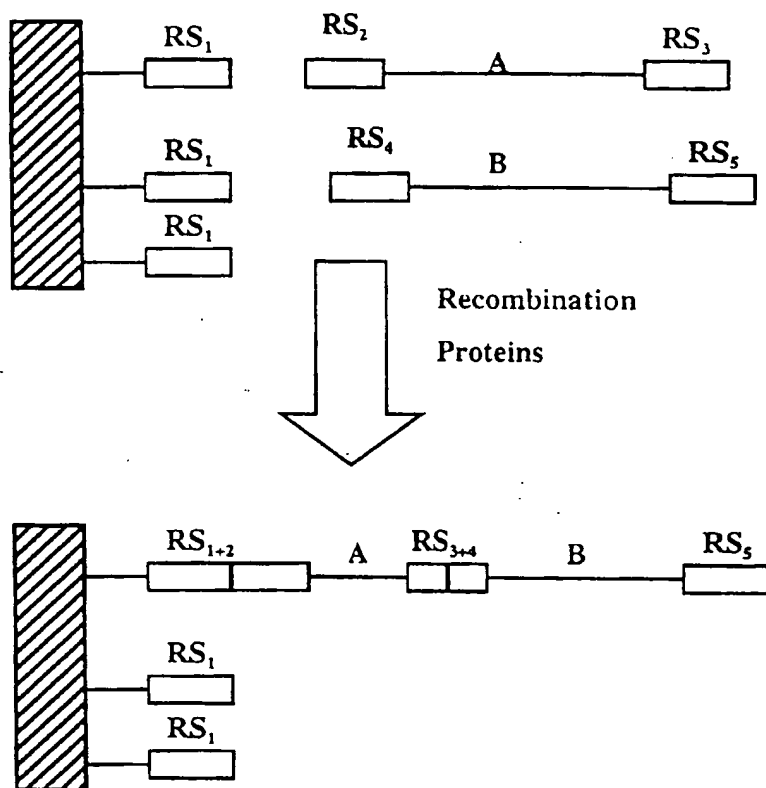 RS₁ RS₂ A RS₃
RS₁ RS₄ B RS₅
RS₁
Recombination
Proteins
RS₁₊₂ A RS₃₊₄ B RS₅
RS₁
RS₁